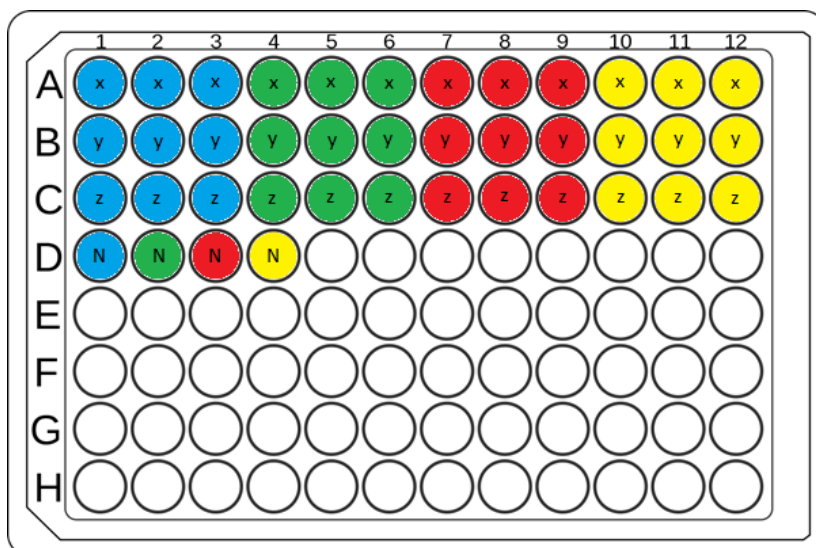 1 2 3 4 5 6 7 8 9 10 11 12
A x x x x x x x x x x x x
B y y y y y y y y y y y y
C z z z z z z z z z z z z
D N N N N
E
F
G
H